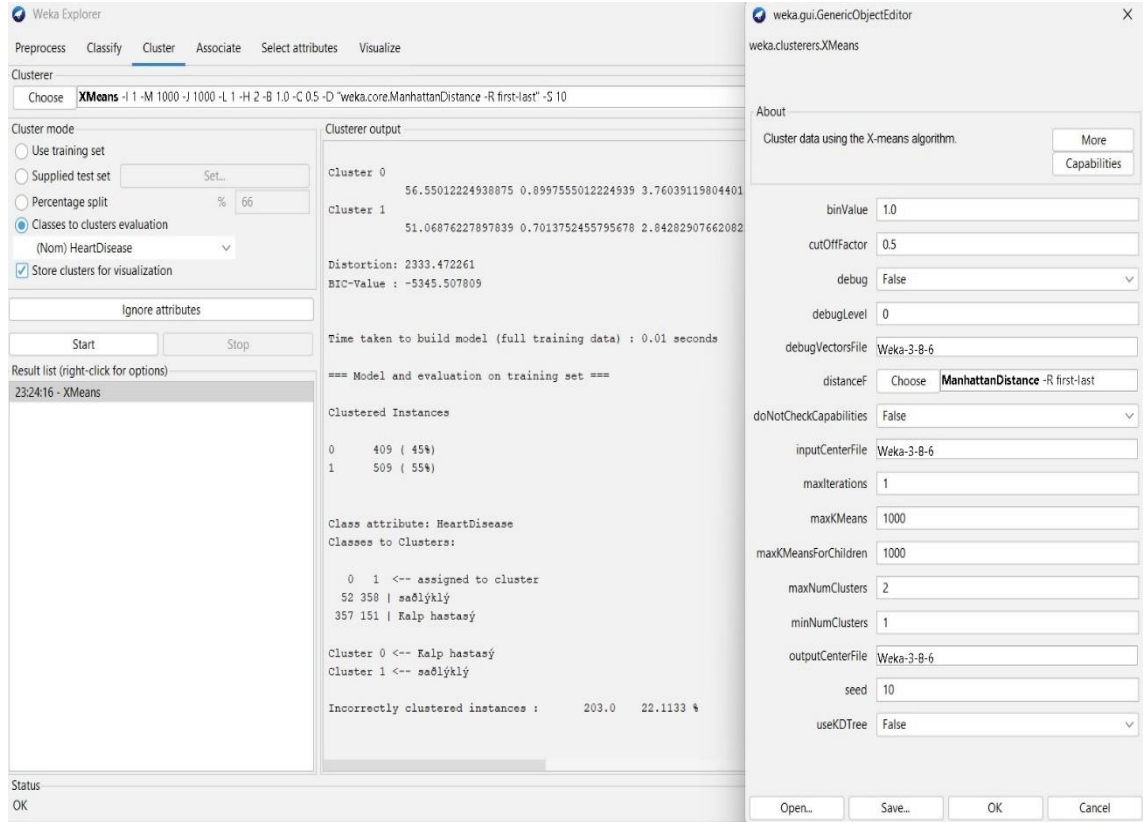 Weka Explorer
Preprocess Classify Cluster Associate Select attributes Visualize
Clusterer
Choose XMeans -I 1 -M 1000 -J 1000 -L 1 -H 2 -B 1.0 -C 0.5 -D "weka.core.ManhattanDistance -R first-last" -S 10
Cluster mode
Use training set
Supplied test set Set...
Percentage split % 66
Classes to clusters evaluation
(Nom) HeartDisease
Store clusters for visualization
Ignore attributes
Start Stop
Result list (right-click for options)
23:24:16 - XMeans
Clusterer output
Cluster 0
56.55012224938875 0.8997555012224939 3.76039119804401
Cluster 1
51.06876227897839 0.7013752455795678 2.84282907662082
Distortion: 2333.472261
BIC-Value : -5345.507809
Time taken to build model (full training data) : 0.01 seconds
=== Model and evaluation on training set ===
Clustered Instances
0 409 ( 45%)
1 509 ( 55%)
Class attribute: HeartDisease
Classes to Clusters:
0 1 <-- assigned to cluster
52 358 | saðlýklý
357 151 | Kalp hastasý
Cluster 0 <-- Kalp hastasý
Cluster 1 <-- saðlýklý
Incorrectly clustered instances : 203.0 22.1133 %
Status
OK
weka.gui.GenericObjectEditor X
weka.clusterers.XMeans
About
Cluster data using the X-means algorithm.
More
Capabilities
binValue 1.0
cutOffFactor 0.5
debug False
debugLevel 0
debugVectorsFile Weka-3-8-6
distanceF Choose ManhattanDistance -R first-last
doNotCheckCapabilities False
inputCenterFile Weka-3-8-6
maxIterations 1
maxKMeans 1000
maxKMeansForChildren 1000
maxNumClusters 2
minNumClusters 1
outputCenterFile Weka-3-8-6
seed 10
useKDTree False
Open... Save... OK Cancel